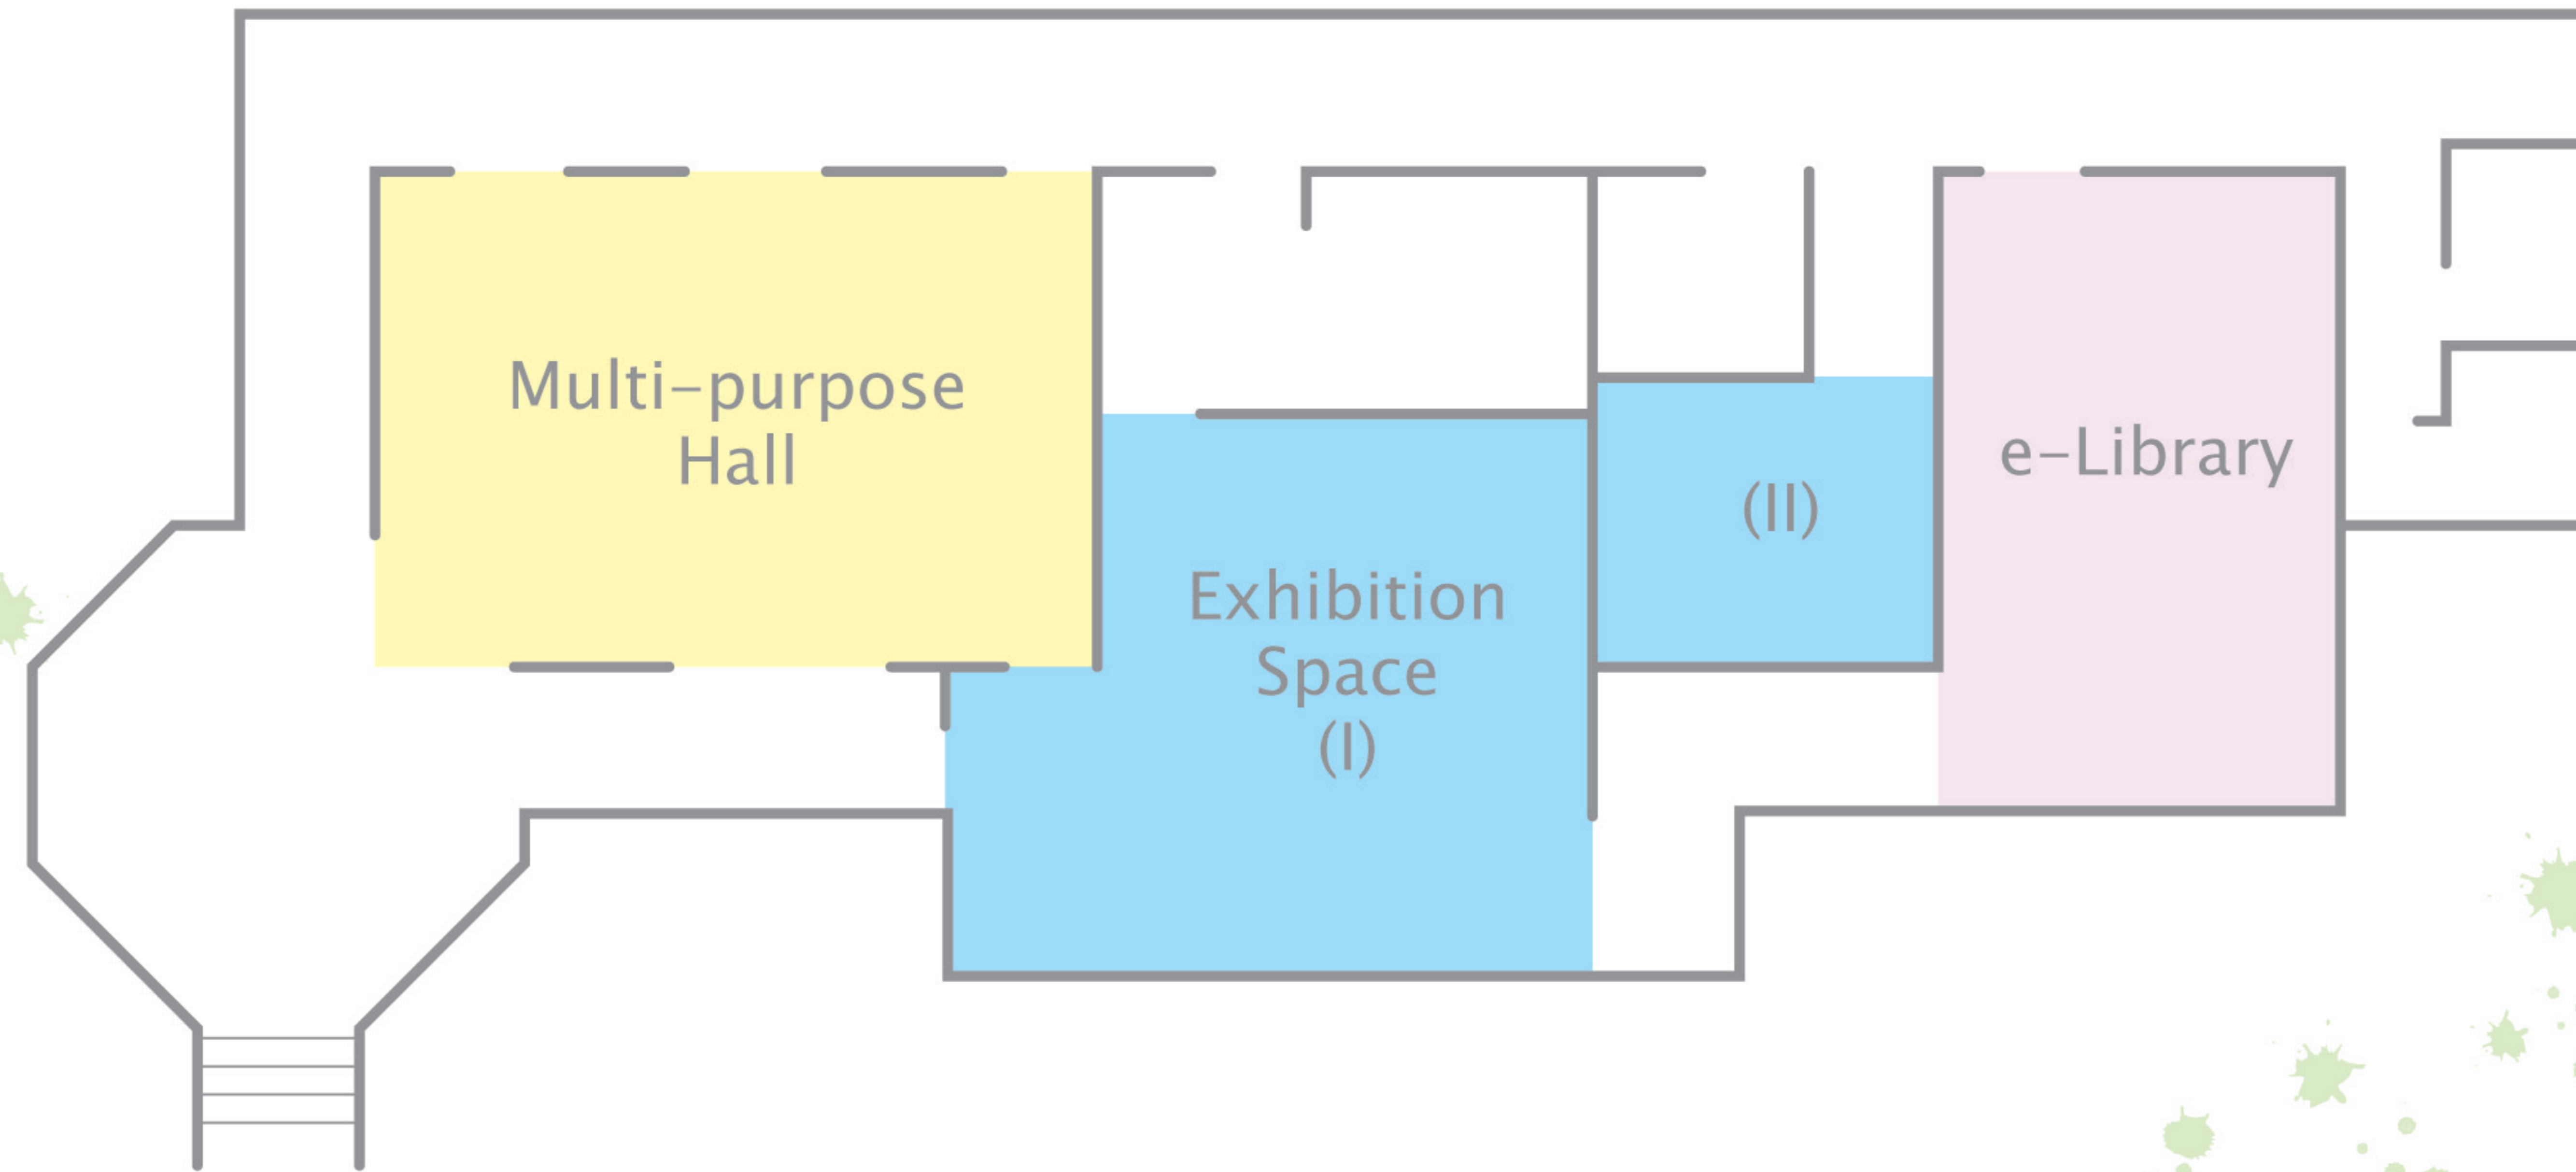 Multi-purpose
Hall
Exhibition
Space
(I)
(II)
e-Library